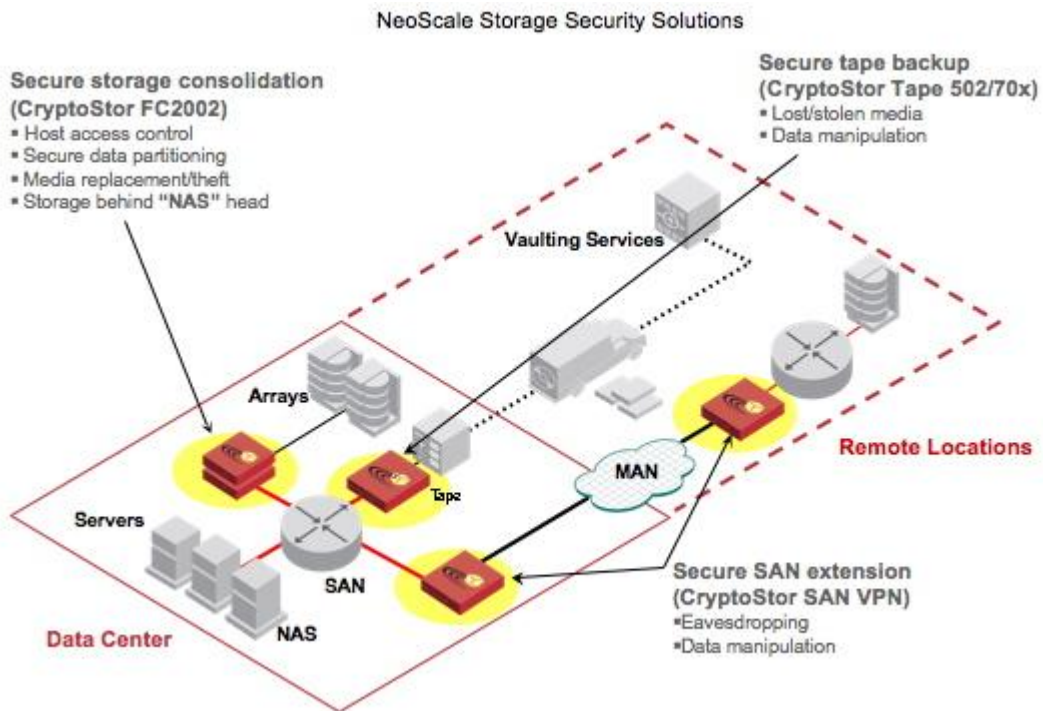 NeoScale Storage Security Solutions
Secure storage consolidation
(CryptoStor FC2002)
▪ Host access control
▪ Secure data partitioning
▪ Media replacement/theft
▪ Storage behind “NAS” head
Secure tape backup
(CryptoStor Tape 502/70x)
▪ Lost/stolen media
▪ Data manipulation
Vaulting Services
Arrays
Remote Locations
MAN
Tape
Servers
SAN
NAS
Data Center
Secure SAN extension
(CryptoStor SAN VPN)
▪Eavesdropping
▪Data manipulation